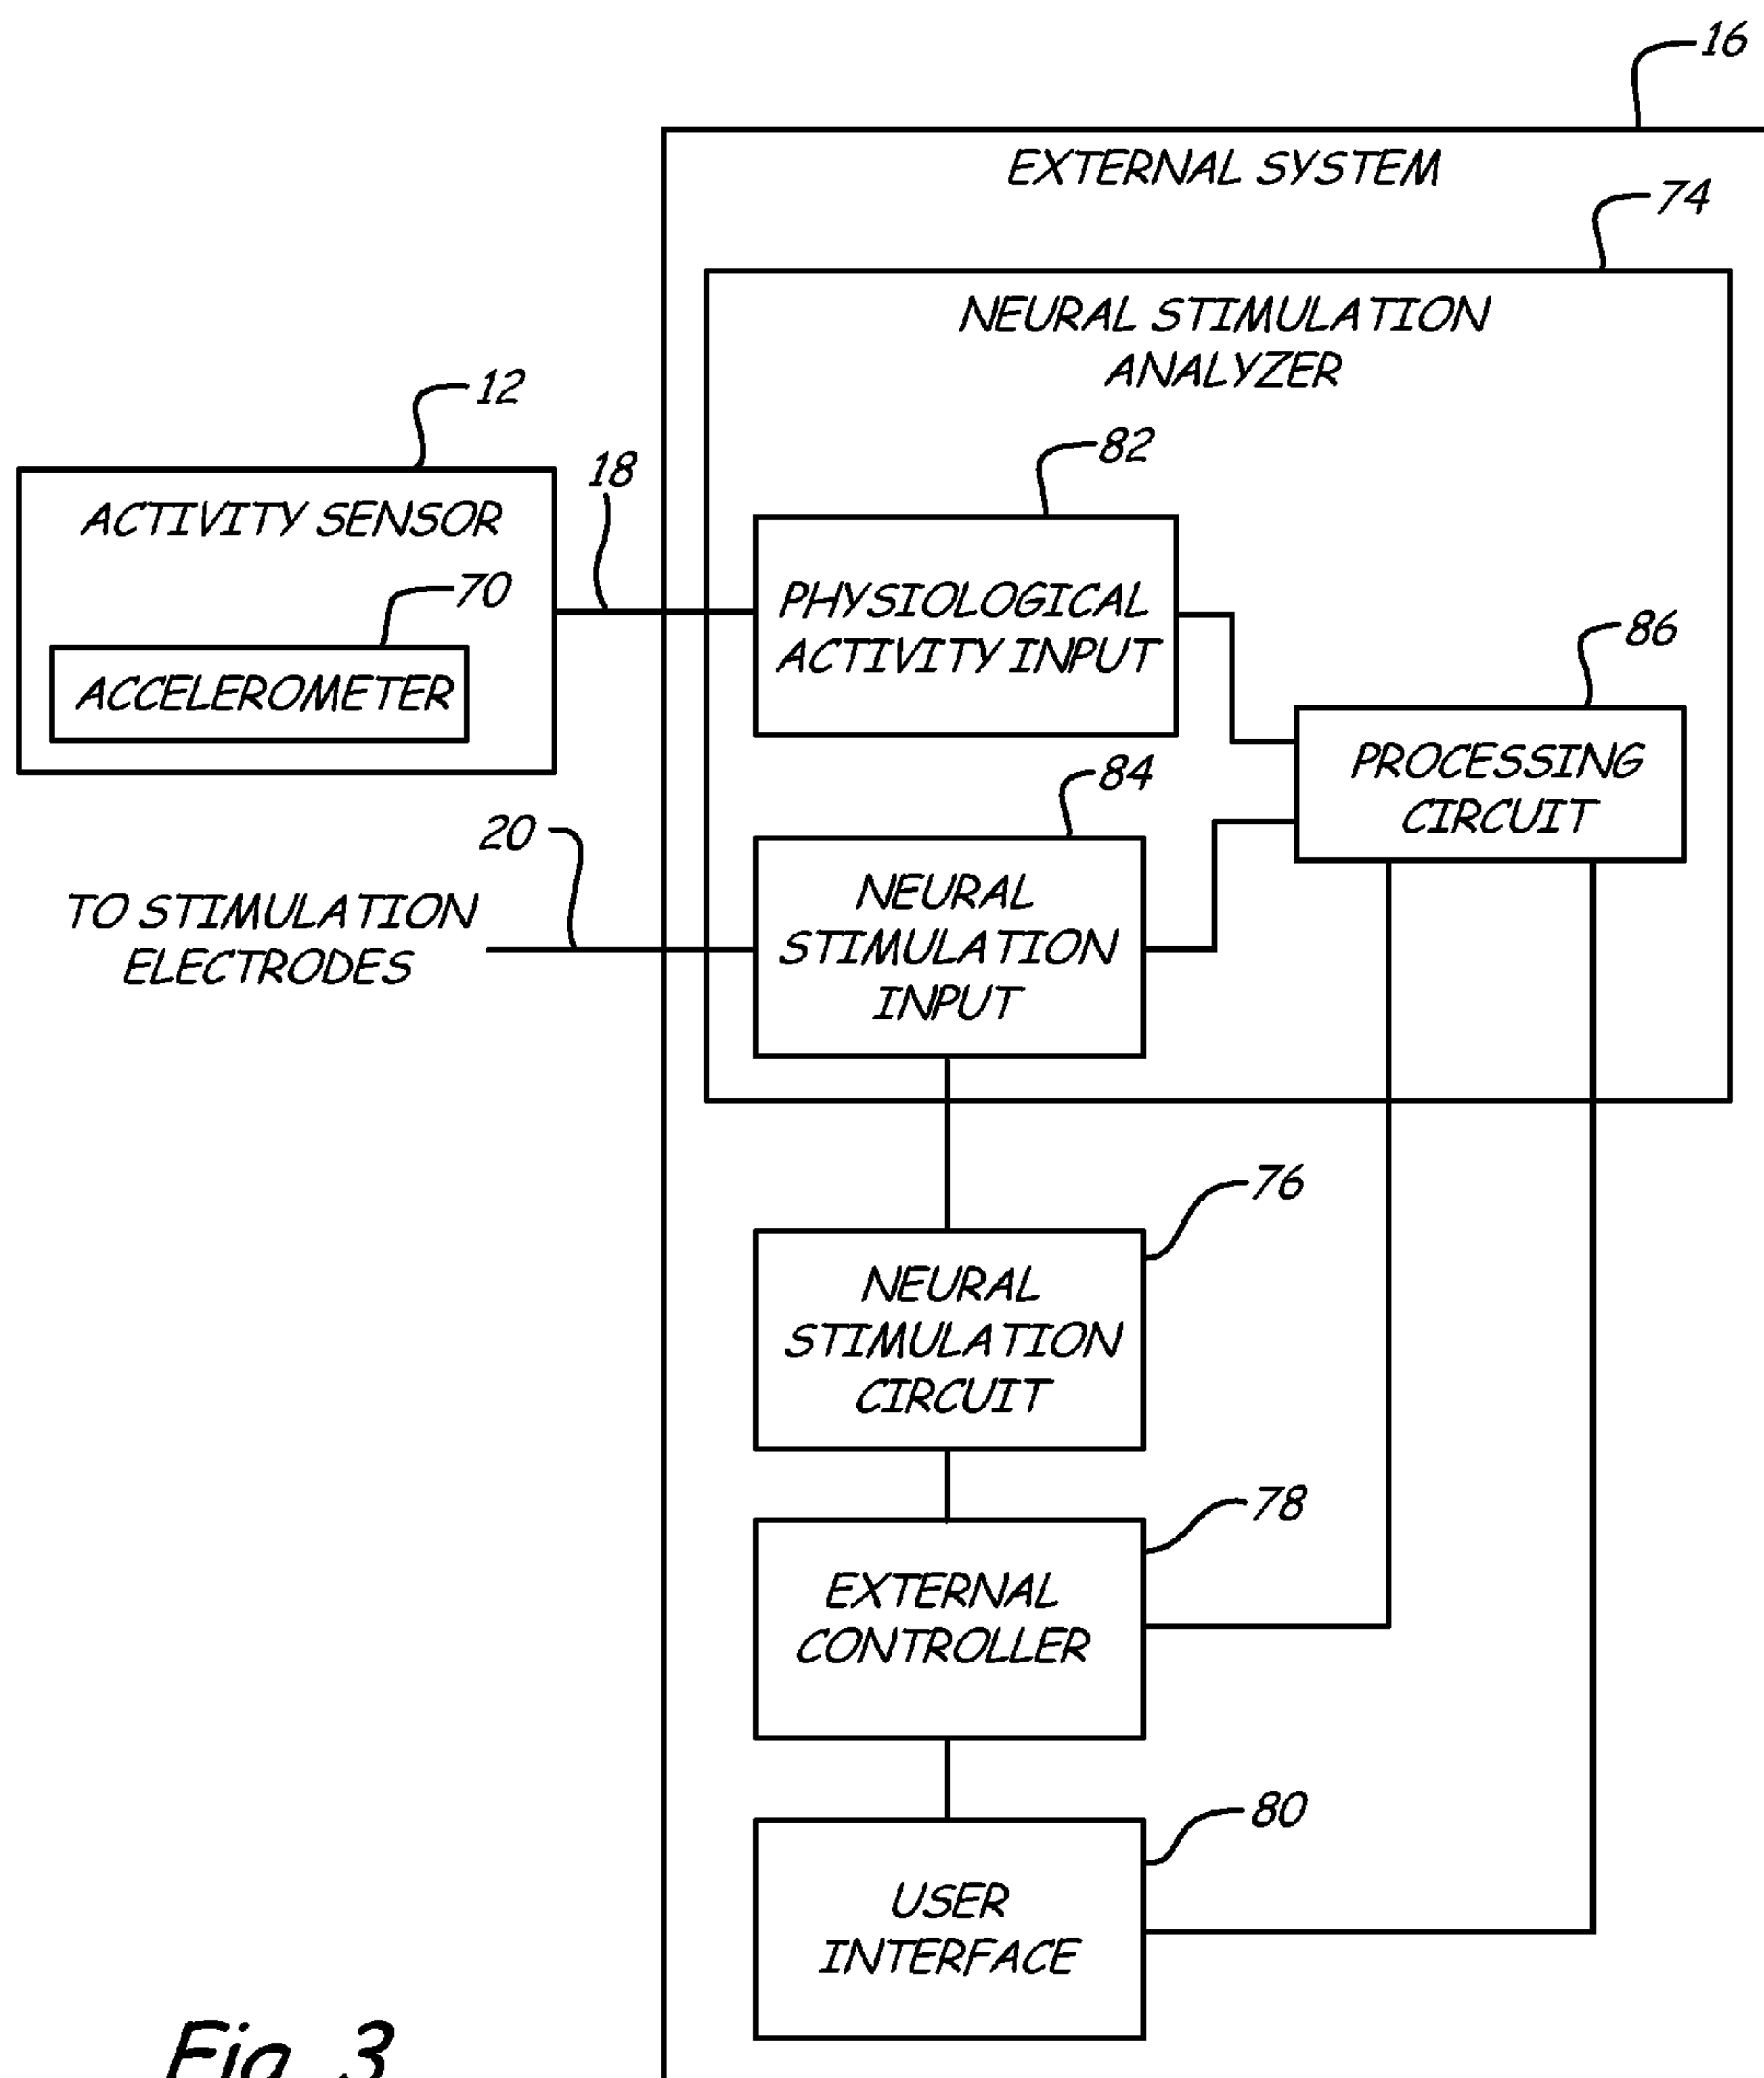 16
EXTERNAL SYSTEM
74
NEURAL STIMULATION
ANALYZER
12
ACTIVITY SENSOR
70
ACCELEROMETER
18
82
PHYSIOLOGICAL
ACTIVITY INPUT
86
PROCESSING
CIRCUIT
84
NEURAL
STIMULATION
INPUT
20
TO STIMULATION
ELECTRODES
76
NEURAL
STIMULATION
CIRCUIT
78
EXTERNAL
CONTROLLER
80
USER
INTERFACE
Fig. 3